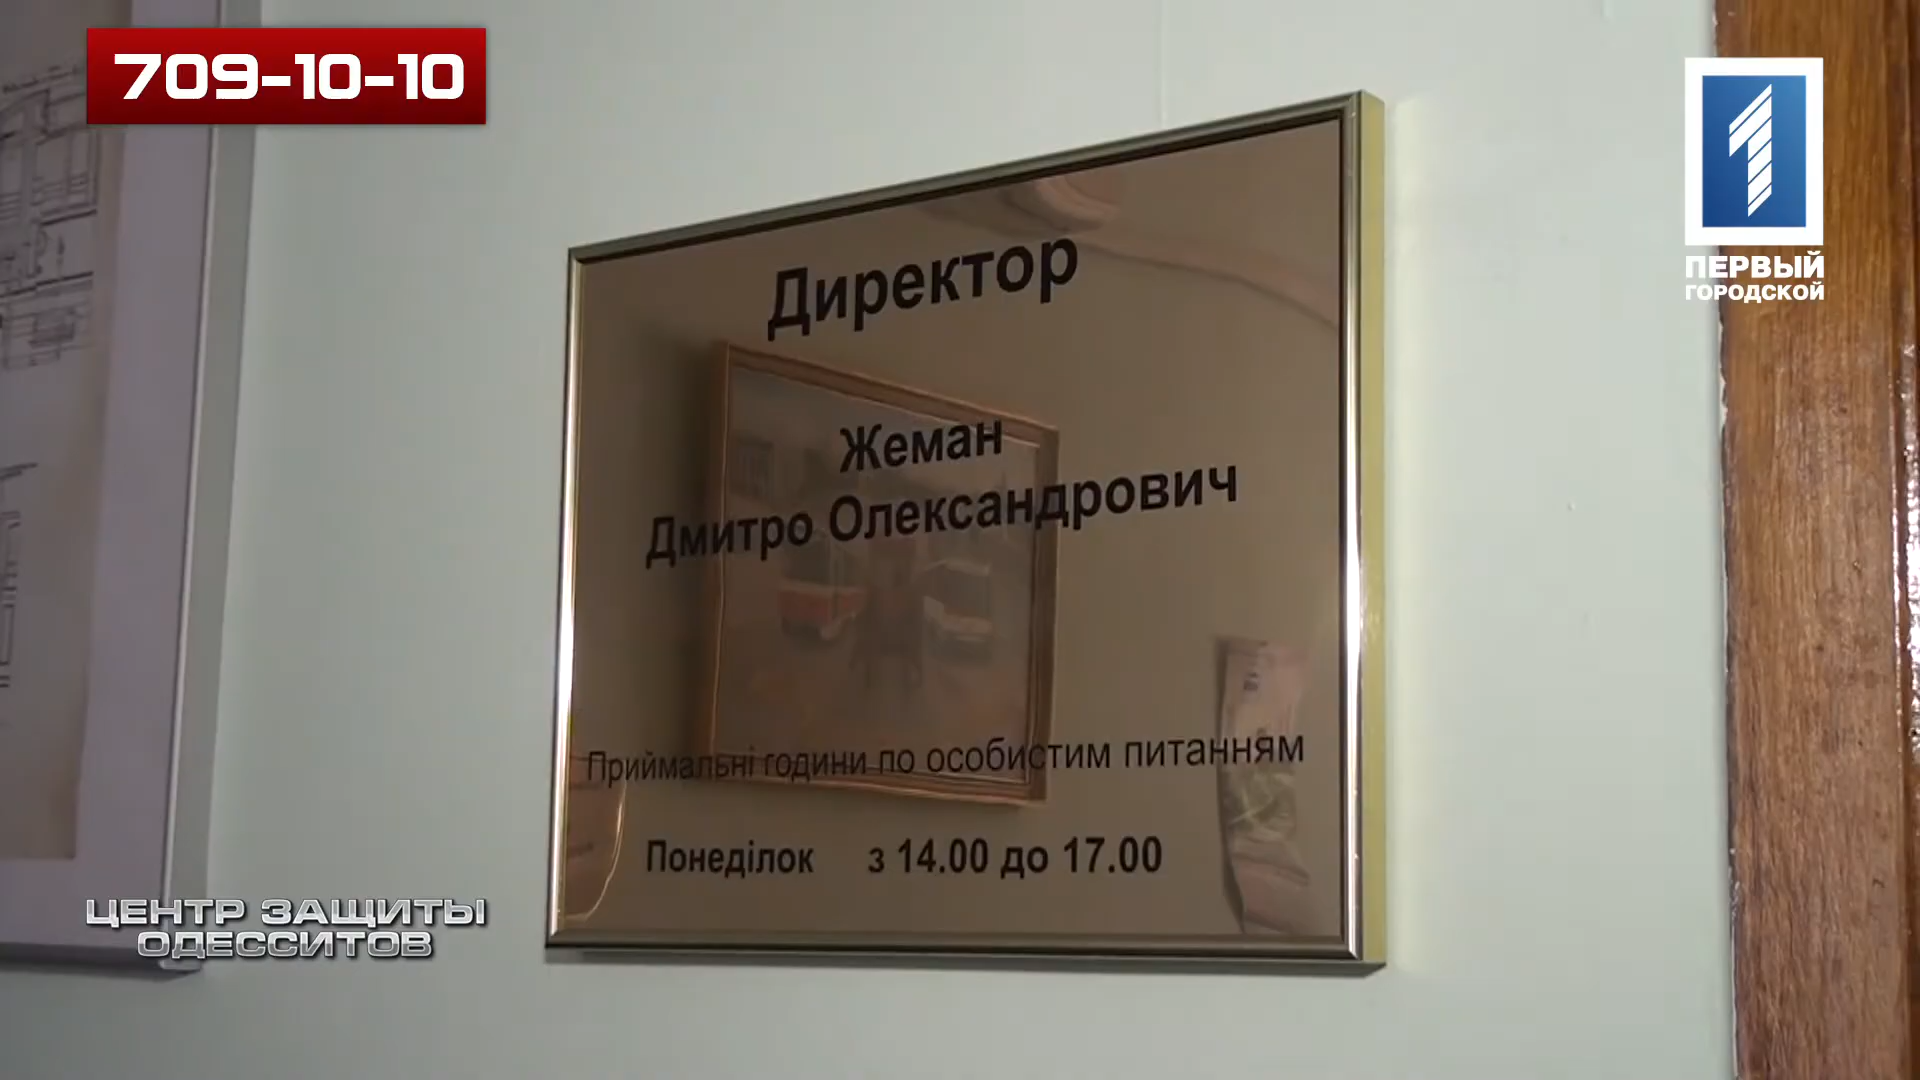 709-10-10
ПЕРВЫЙ
ГОРОДСКОЙ
Директор
Жеман
Дмитро Олександрович
Приймальні години по особистим питанням
Понеділок з 14.00 до 17.00
ЦЕНТР ЗАЩИТЫ
ОДЕССИТОВ